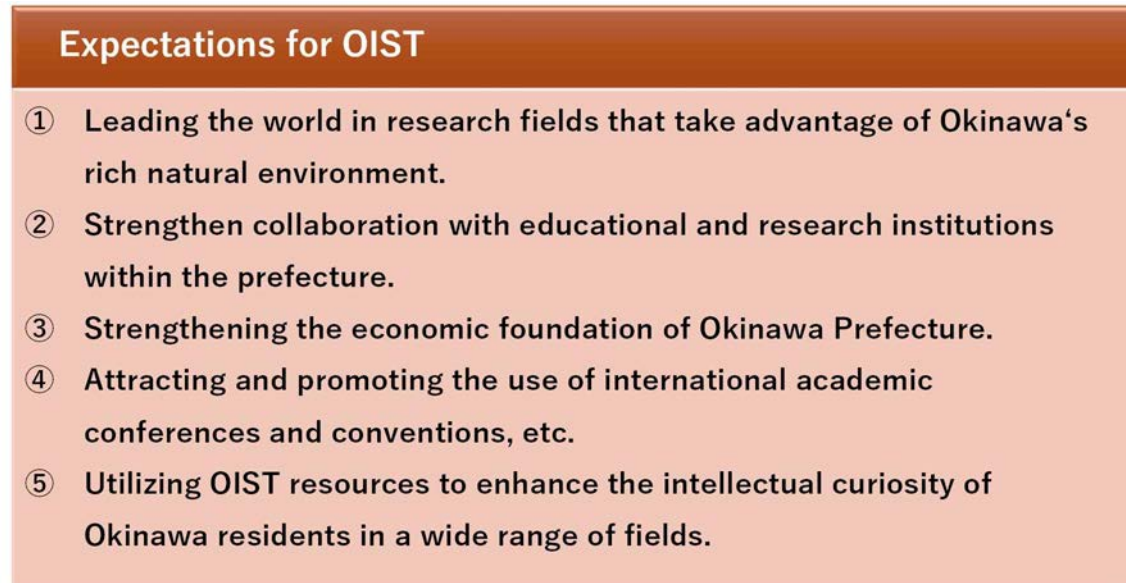 Expectations for OIST
① Leading the world in research fields that take advantage of Okinawa‘s
rich natural environment.
② Strengthen collaboration with educational and research institutions
within the prefecture.
③ Strengthening the economic foundation of Okinawa Prefecture.
④ Attracting and promoting the use of international academic
conferences and conventions, etc.
⑤ Utilizing OIST resources to enhance the intellectual curiosity of
Okinawa residents in a wide range of fields.